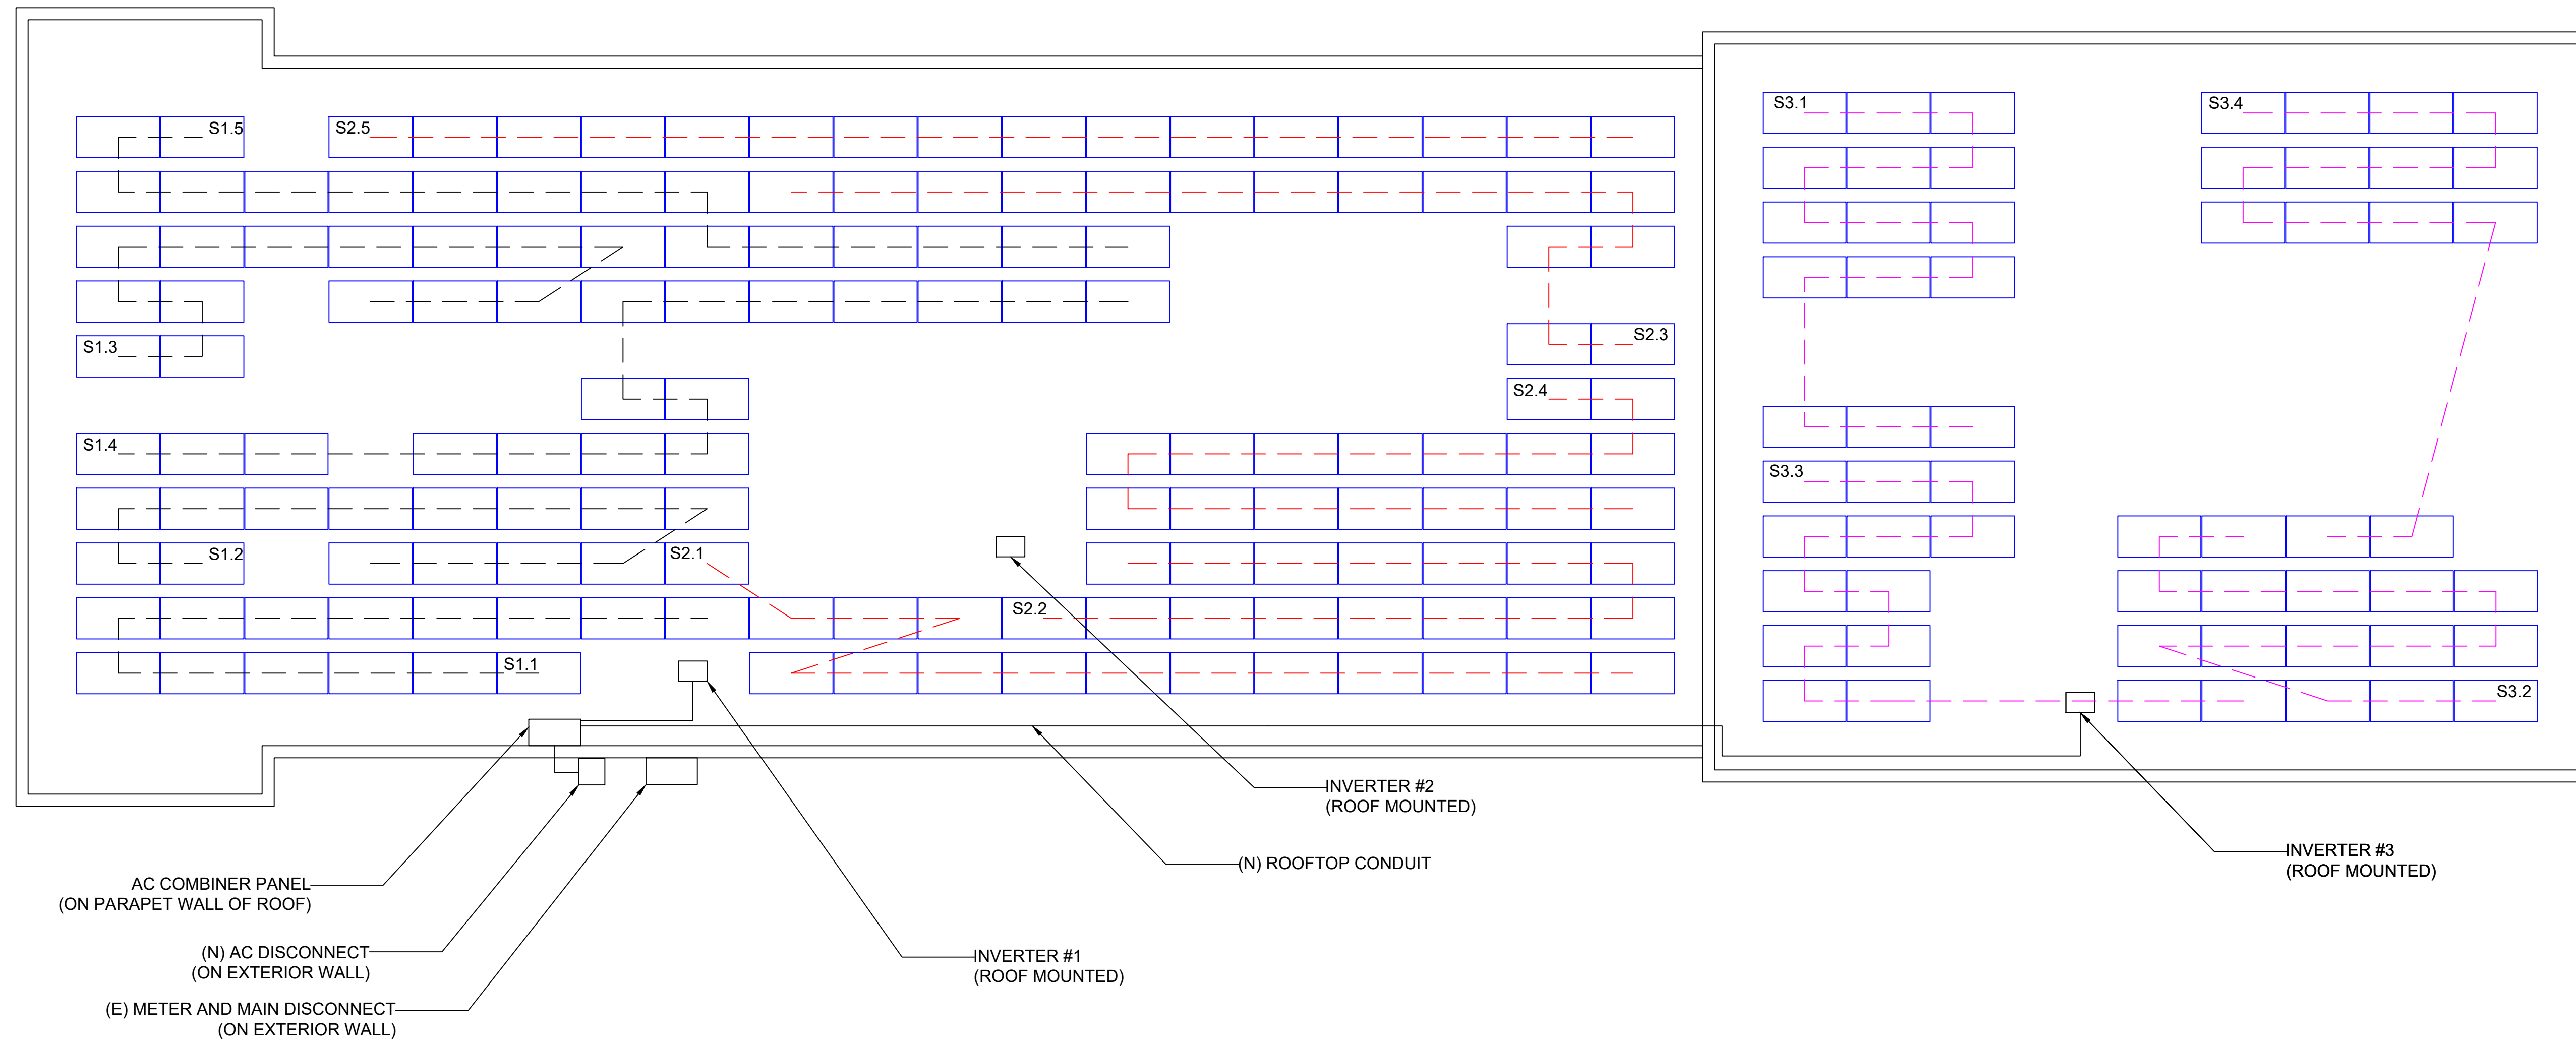 S3.1
S3.4
S1.5
S2.5
S2.3
S1.3
S2.4
S1.4
S3.3
S1.2
S2.1
S2.2
S1.1
S3.2
INVERTER #2
(ROOF MOUNTED)
INVERTER #3
(ROOF MOUNTED)
(N) ROOFTOP CONDUIT
AC COMBINER PANEL
(ON PARAPET WALL OF ROOF)
(N) AC DISCONNECT
(ON EXTERIOR WALL)
INVERTER #1
(ROOF MOUNTED)
(E) METER AND MAIN DISCONNECT
(ON EXTERIOR WALL)